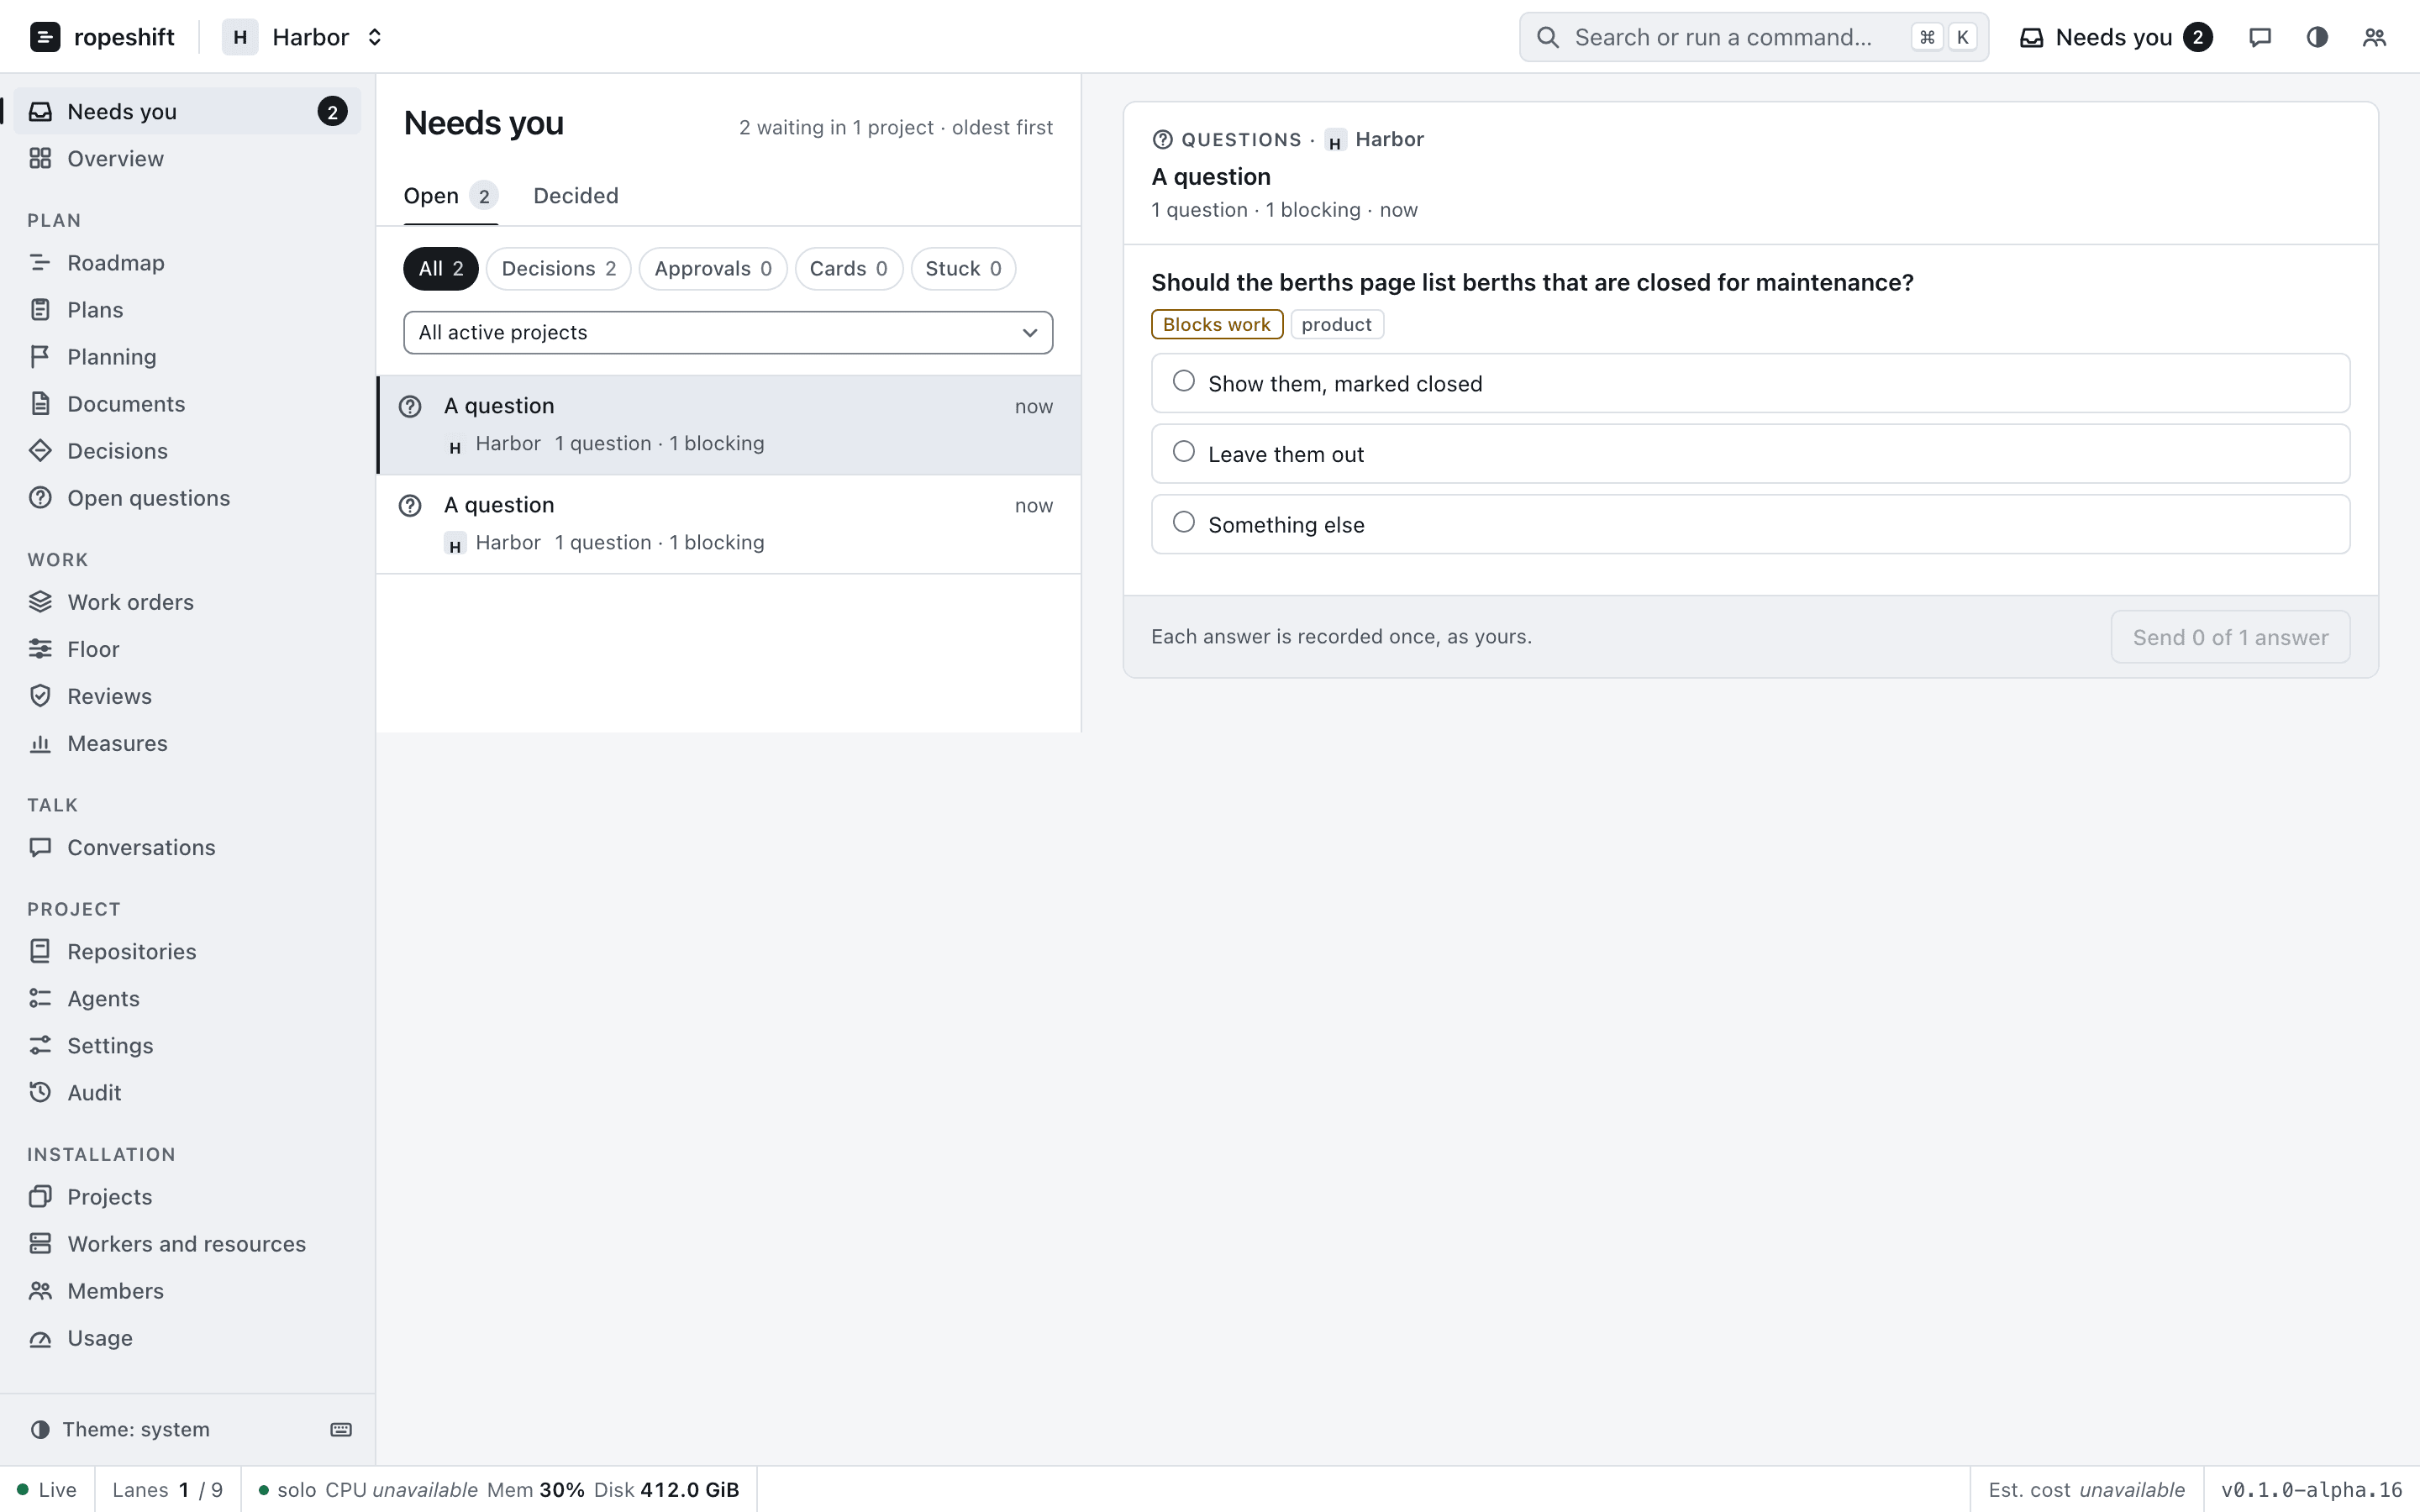 ropeshift
H Harbor
Search or run a command... ⌘ K
Needs you 2
Needs you 2
Overview
PLAN
Roadmap
Plans
Planning
Documents
Decisions
Open questions
WORK
Work orders
Floor
Reviews
Measures
TALK
Conversations
PROJECT
Repositories
Agents
Settings
Audit
INSTALLATION
Projects
Workers and resources
Members
Usage
Theme: system
Needs you
2 waiting in 1 project · oldest first
Open 2 Decided
All 2 Decisions 2 Approvals 0 Cards 0 Stuck 0
All active projects
A question now
H Harbor 1 question · 1 blocking
A question now
H Harbor 1 question · 1 blocking
QUESTIONS · H Harbor
A question
1 question · 1 blocking · now
Should the berths page list berths that are closed for maintenance?
Blocks work product
Show them, marked closed
Leave them out
Something else
Each answer is recorded once, as yours.
Send 0 of 1 answer
Live Lanes 1 / 9 solo CPU unavailable Mem 30% Disk 412.0 GiB
Est. cost unavailable v0.1.0-alpha.16